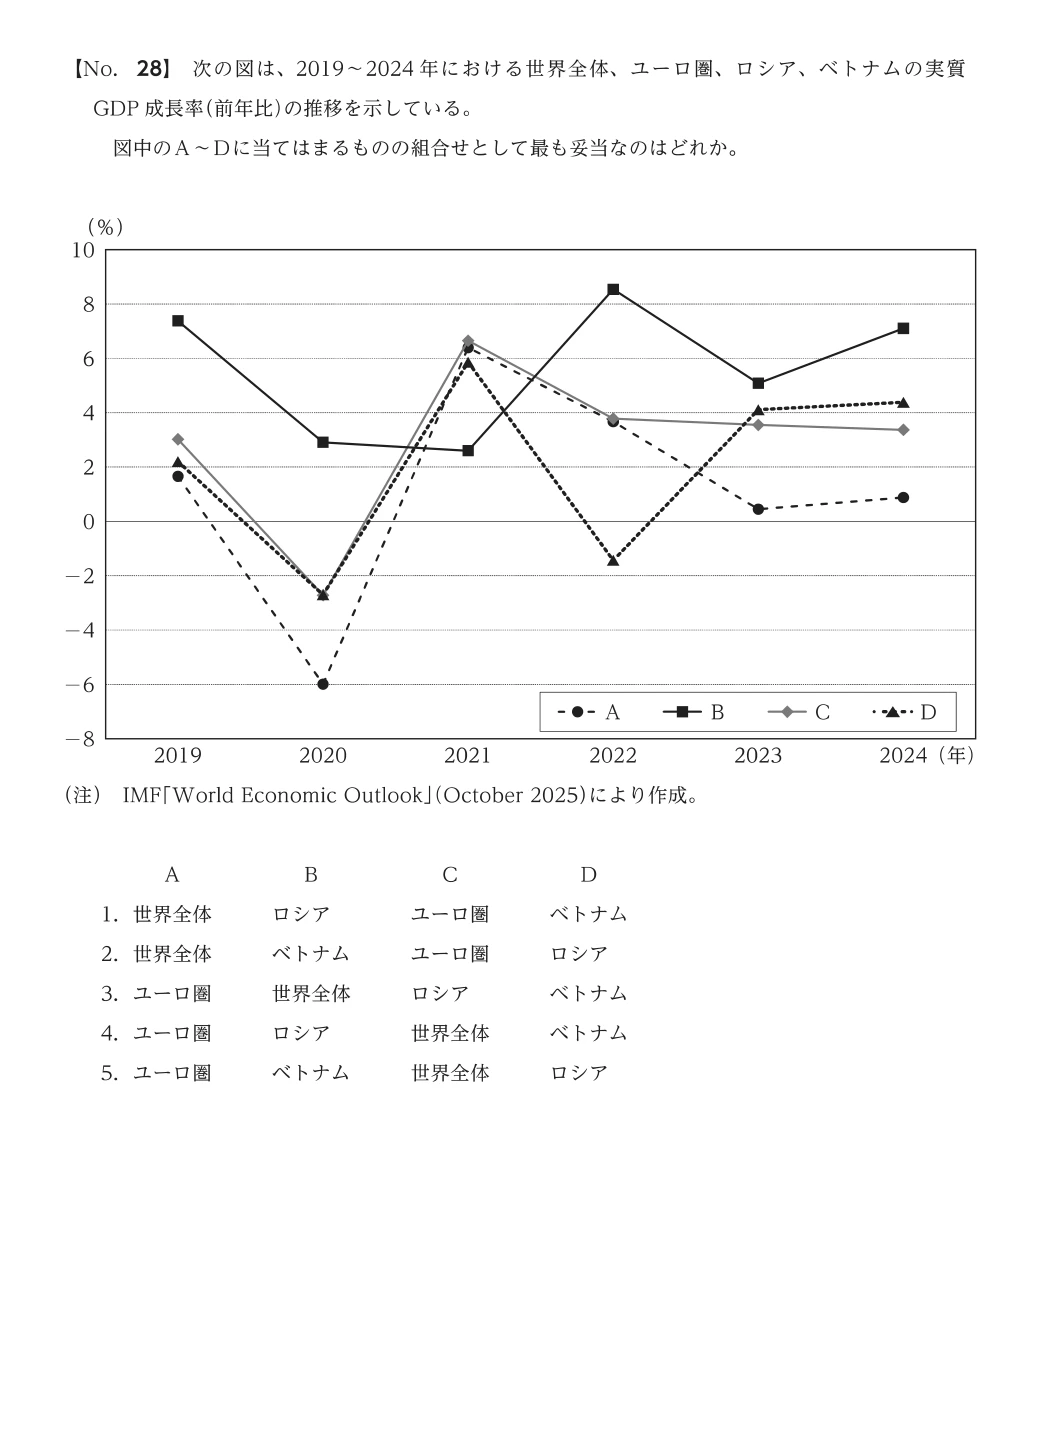 【No. 28】 次の図は、2019～2024年における世界全体、ユーロ圏、ロシア、ベトナムの実質
GDP成長率(前年比)の推移を示している。
図中のA～Dに当てはまるものの組合せとして最も妥当なのはどれか。
(％)
10
8
6
4
2
0
－2
－4
－6
－8
A B C D
2019 2020 2021 2022 2023 2024 (年)
(注) IMF「World Economic Outlook」(October 2025)により作成。
A B C D
1. 世界全体 ロシア ユーロ圏 ベトナム
2. 世界全体 ベトナム ユーロ圏 ロシア
3. ユーロ圏 世界全体 ロシア ベトナム
4. ユーロ圏 ロシア 世界全体 ベトナム
5. ユーロ圏 ベトナム 世界全体 ロシア